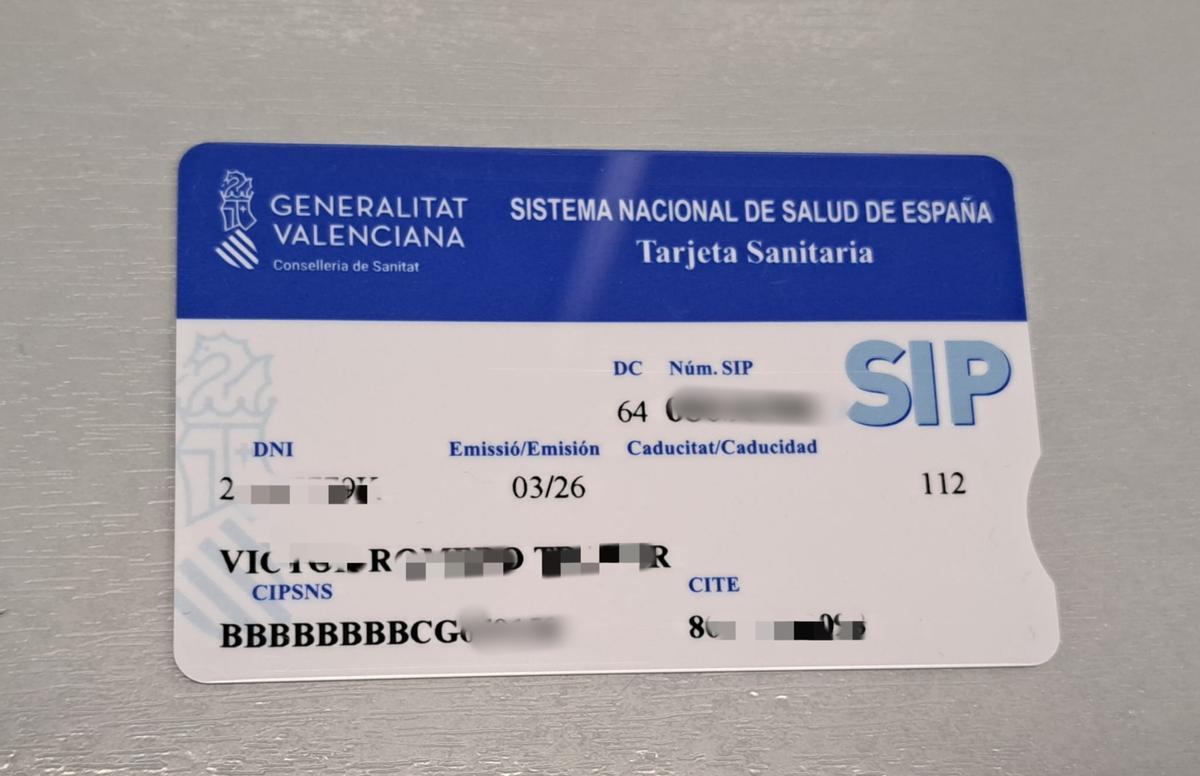 GENERALITAT
VALENCIANA
Conselleria de Sanitat
SISTEMA NACIONAL DE SALUD DE ESPAÑA
Tarjeta Sanitaria
SIP
DC Núm. SIP
64
DNI Emissió/Emisión Caducitat/Caducidad
03/26 112
CIPSNS CITE